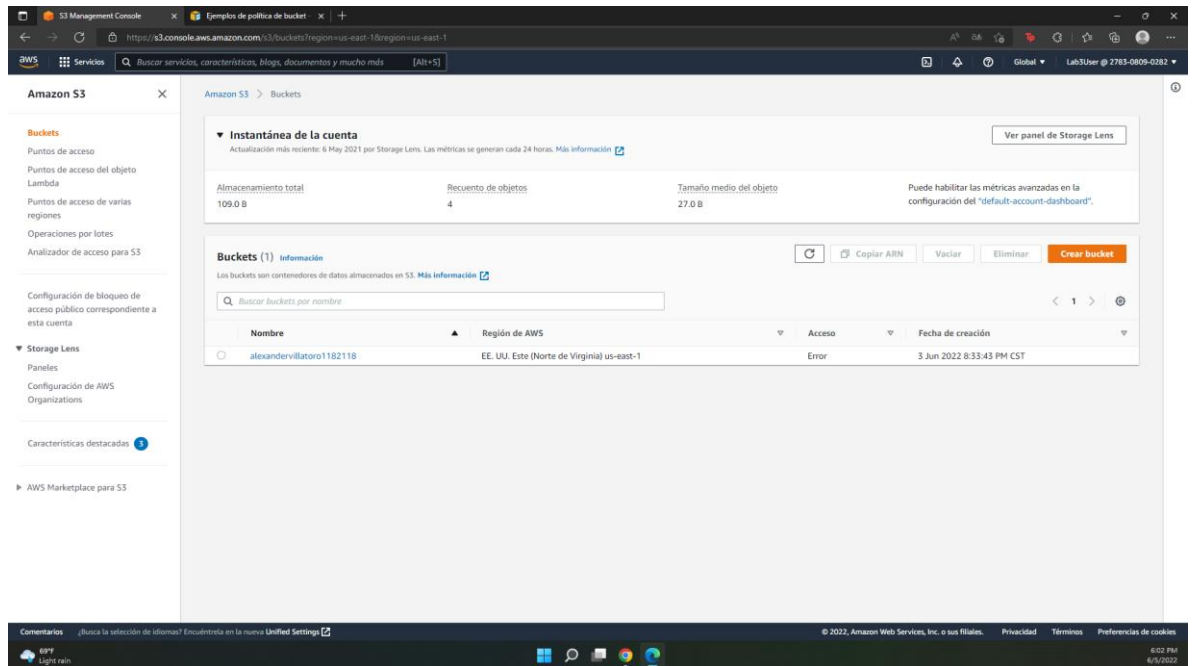 S3 Management Console
Ejemplos de política de bucket
https://s3.console.aws.amazon.com/s3/buckets?region=us-east-1&region=us-east-1
aws
Servicios
Buscar servicios, características, blogs, documentos y mucho más
[Alt+S]
Global
Lab3User @ 2783-0809-0282
Amazon S3
Buckets
Puntos de acceso
Puntos de acceso del objeto
Lambda
Puntos de acceso de varias
regiones
Operaciones por lotes
Analizador de acceso para S3
Configuración de bloqueo de
acceso público correspondiente a
esta cuenta
Storage Lens
Paneles
Configuración de AWS
Organizations
Características destacadas 3
AWS Marketplace para S3
Amazon S3 > Buckets
Instantánea de la cuenta
Actualización más reciente: 6 May 2021 por Storage Lens. Las métricas se generan cada 24 horas. Más información
Ver panel de Storage Lens
Almacenamiento total
109.0 B
Recuento de objetos
4
Tamaño medio del objeto
27.0 B
Puede habilitar las métricas avanzadas en la
configuración del "default-account-dashboard".
Buckets (1) Información
Los buckets son contenedores de datos almacenados en S3. Más información
Copiar ARN
Vaciar
Eliminar
Crear bucket
Buscar buckets por nombre
1
Nombre Región de AWS Acceso Fecha de creación
alexandervillatoro1182118 EE. UU. Este (Norte de Virginia) us-east-1 Error 3 Jun 2022 8:33:43 PM CST
Comentarios
¿Busca la selección de idiomas? Encuéntrela en la nueva Unified Settings
© 2022, Amazon Web Services, Inc. o sus filiales.
Privacidad
Términos
Preferencias de cookies
69°F
Light rain
6:02 PM
6/5/2022